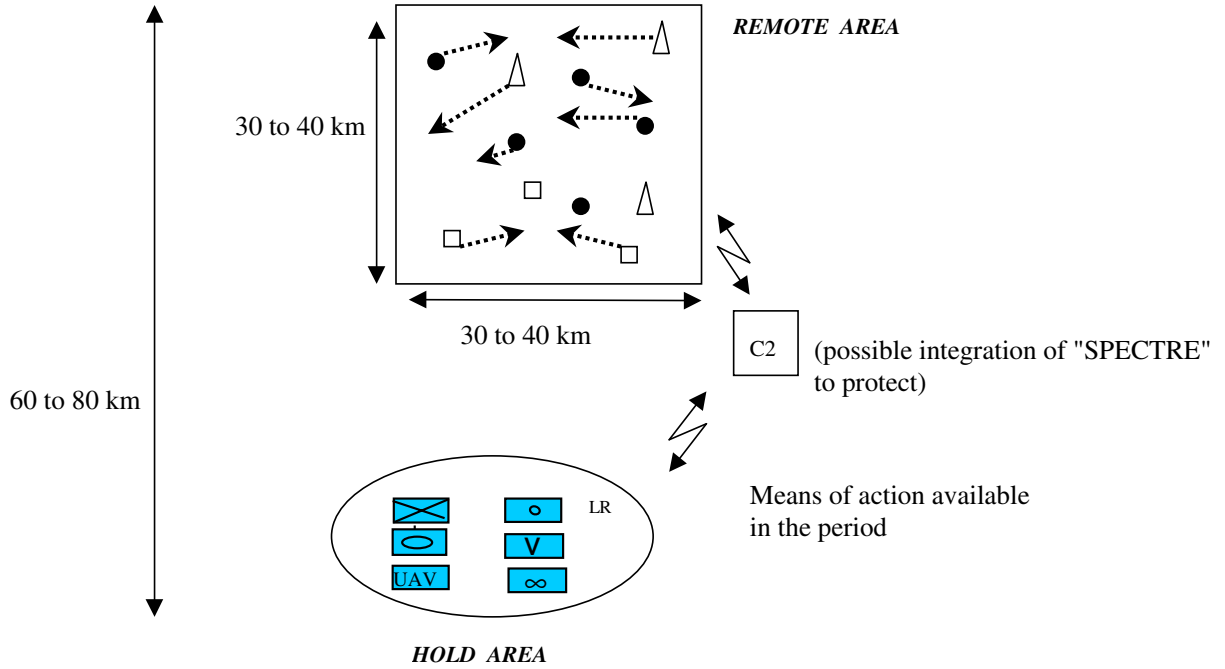 REMOTE AREA
30 to 40 km
30 to 40 km
C2
(possible integration of "SPECTRE"
to protect)
60 to 80 km
LR
V
UAV
∞
Means of action available
in the period
HOLD AREA